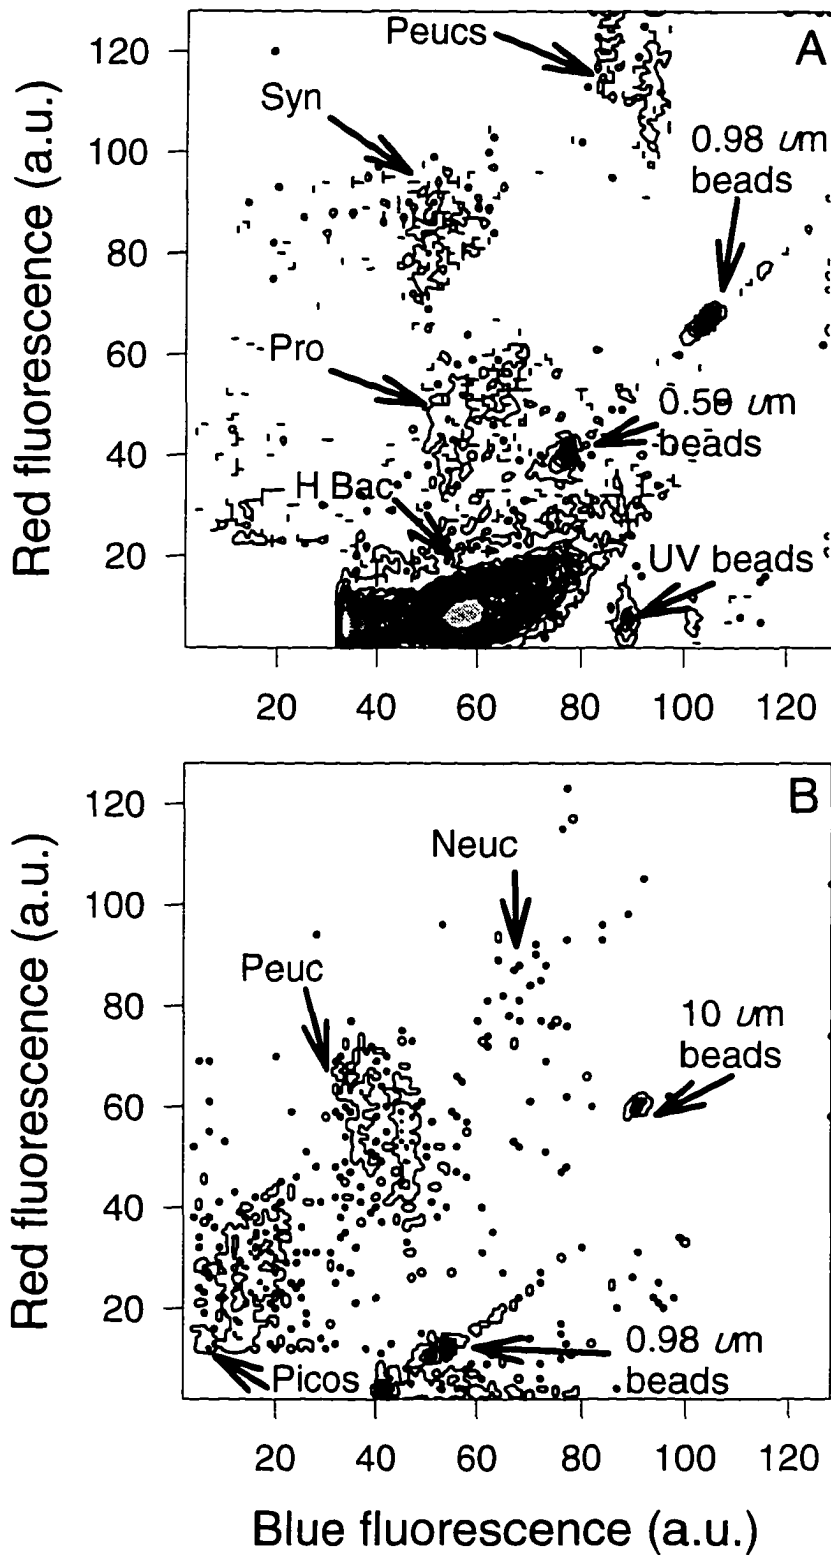 A
Peucs
120
Syn
100
0.98 um
beads
80
60
Pro
0.50 um
beads
40
H Bac
20
UV beads
Red fluorescence (a.u.)
20 40 60 80 100 120
B
120
Neuc
100
Peuc
80
10 um
beads
60
40
20
0.98 um
beads
Picos
Red fluorescence (a.u.)
20 40 60 80 100 120
Blue fluorescence (a.u.)